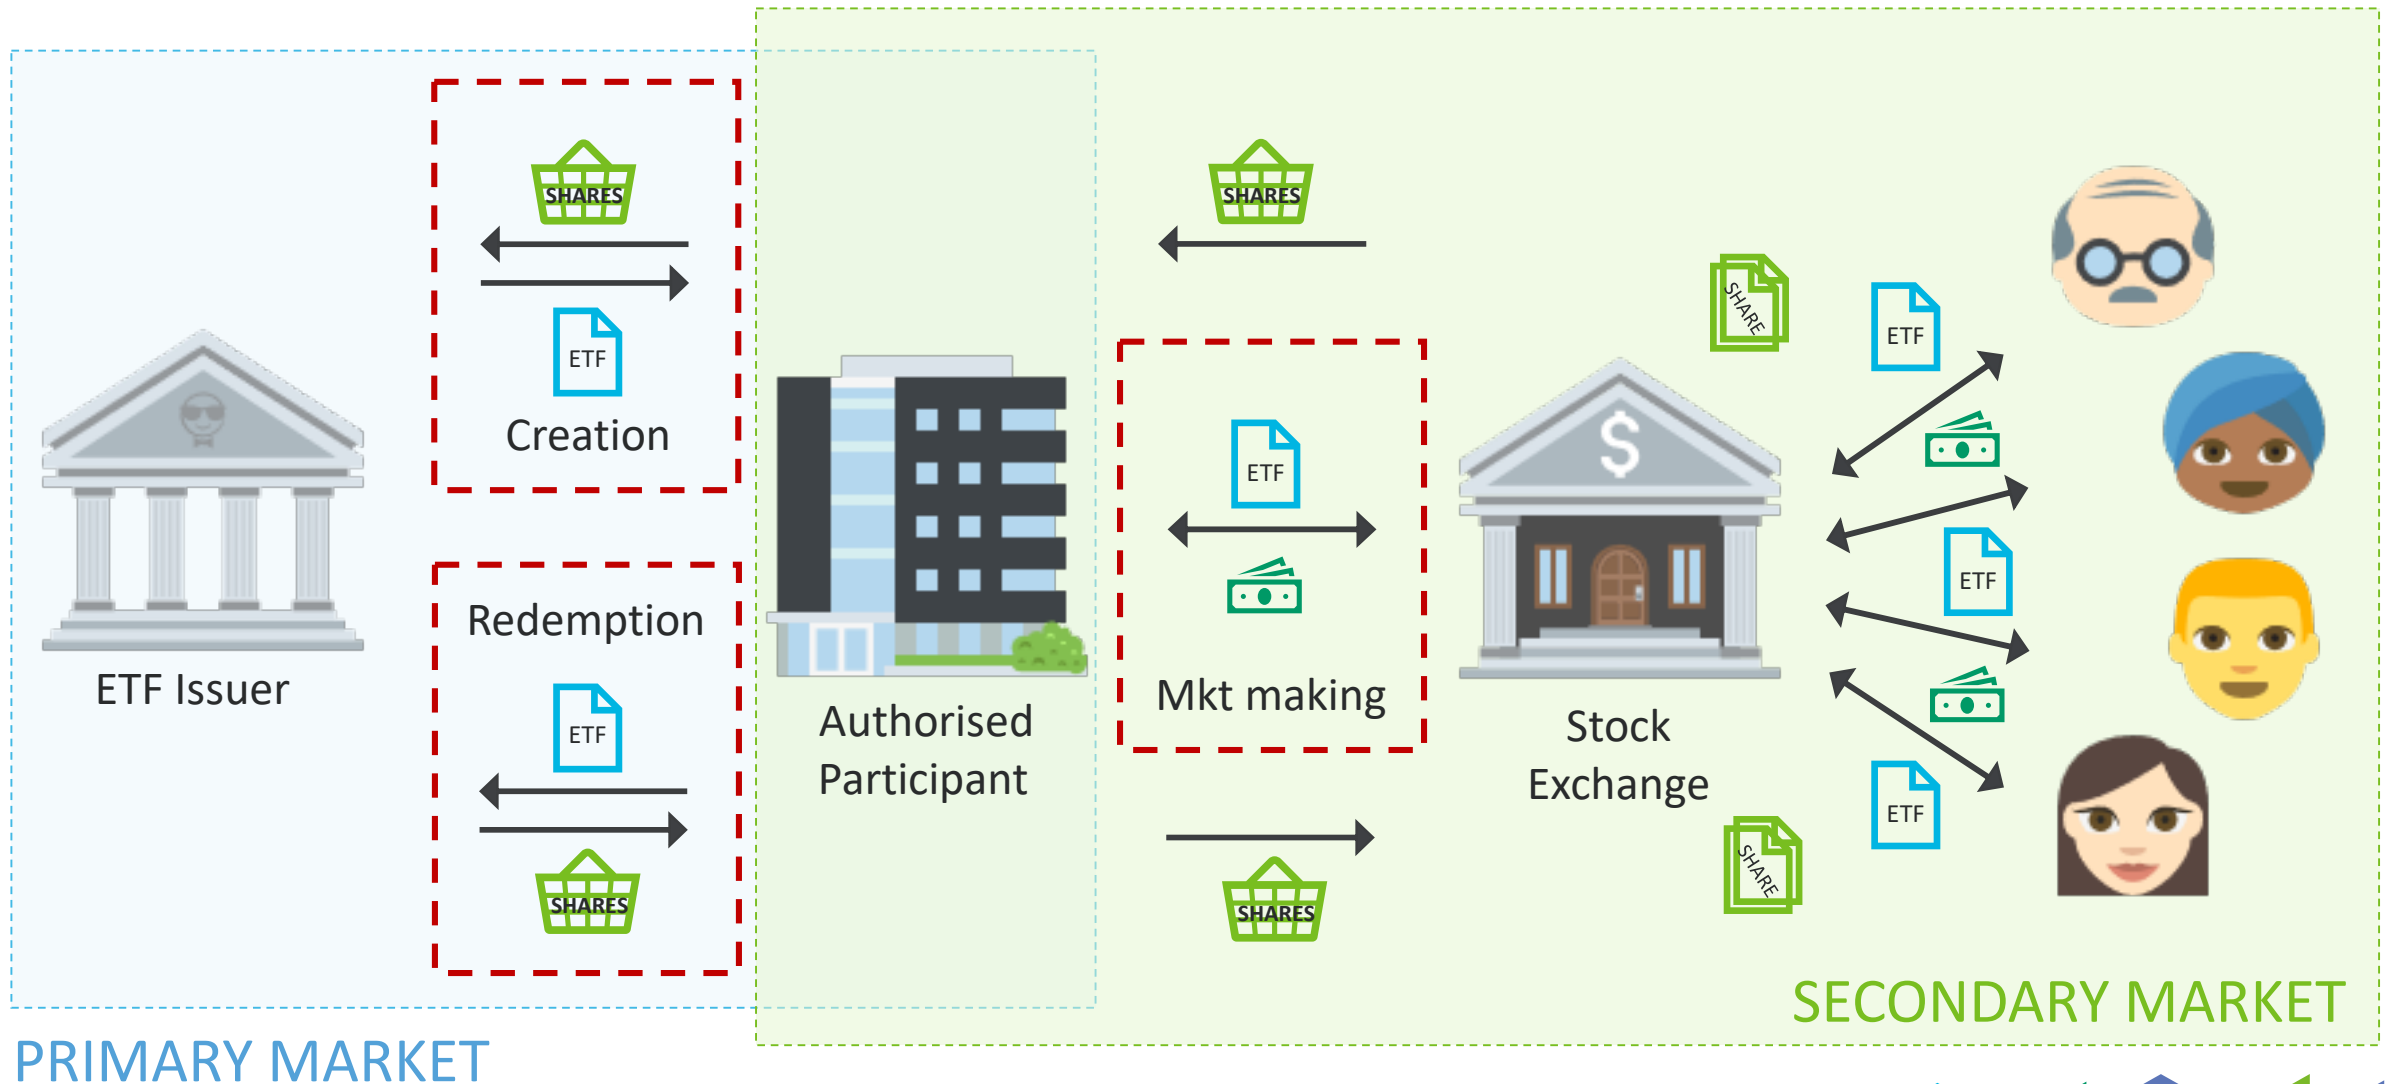 SHARES
ETF
Creation
Redemption
ETF
SHARES
ETF Issuer
Authorised
Participant
SHARES
ETF
Mkt making
SHARES
$
Stock
Exchange
SHARE
ETF
ETF
ETF
SHARE
SECONDARY MARKET
PRIMARY MARKET